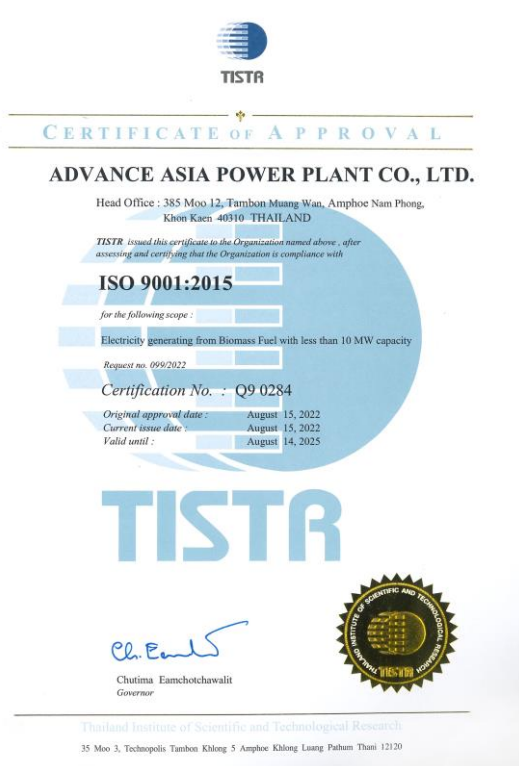 TISTR
CERTIFICATE OF APPROVAL
ADVANCE ASIA POWER PLANT CO., LTD.
Head Office : 385 Moo 12, Tambon Muang Wan, Amphoe Nam Phong,
Khon Kaen 40310 THAILAND
TISTR issued this certificate to the Organization named above , after
assessing and certifying that the Organization is compliance with
ISO 9001:2015
for the following scope :
Electricity generating from Biomass Fuel with less than 10 MW capacity
Request no. 099/2022
Certification No. : Q9 0284
Original approval date : August 15, 2022
Current issue date : August 15, 2022
Valid until : August 14, 2025
TISTR
THAILAND INSTITUTE OF SCIENTIFIC AND TECHNOLOGICAL RESEARCH
TISTR
Ch. Eam
Chutima Eamchotchawalit
Governor
Thailand Institute of Scientific and Technological Research
35 Moo 3, Technopolis Tambon Khlong 5 Amphoe Khlong Luang Pathum Thani 12120